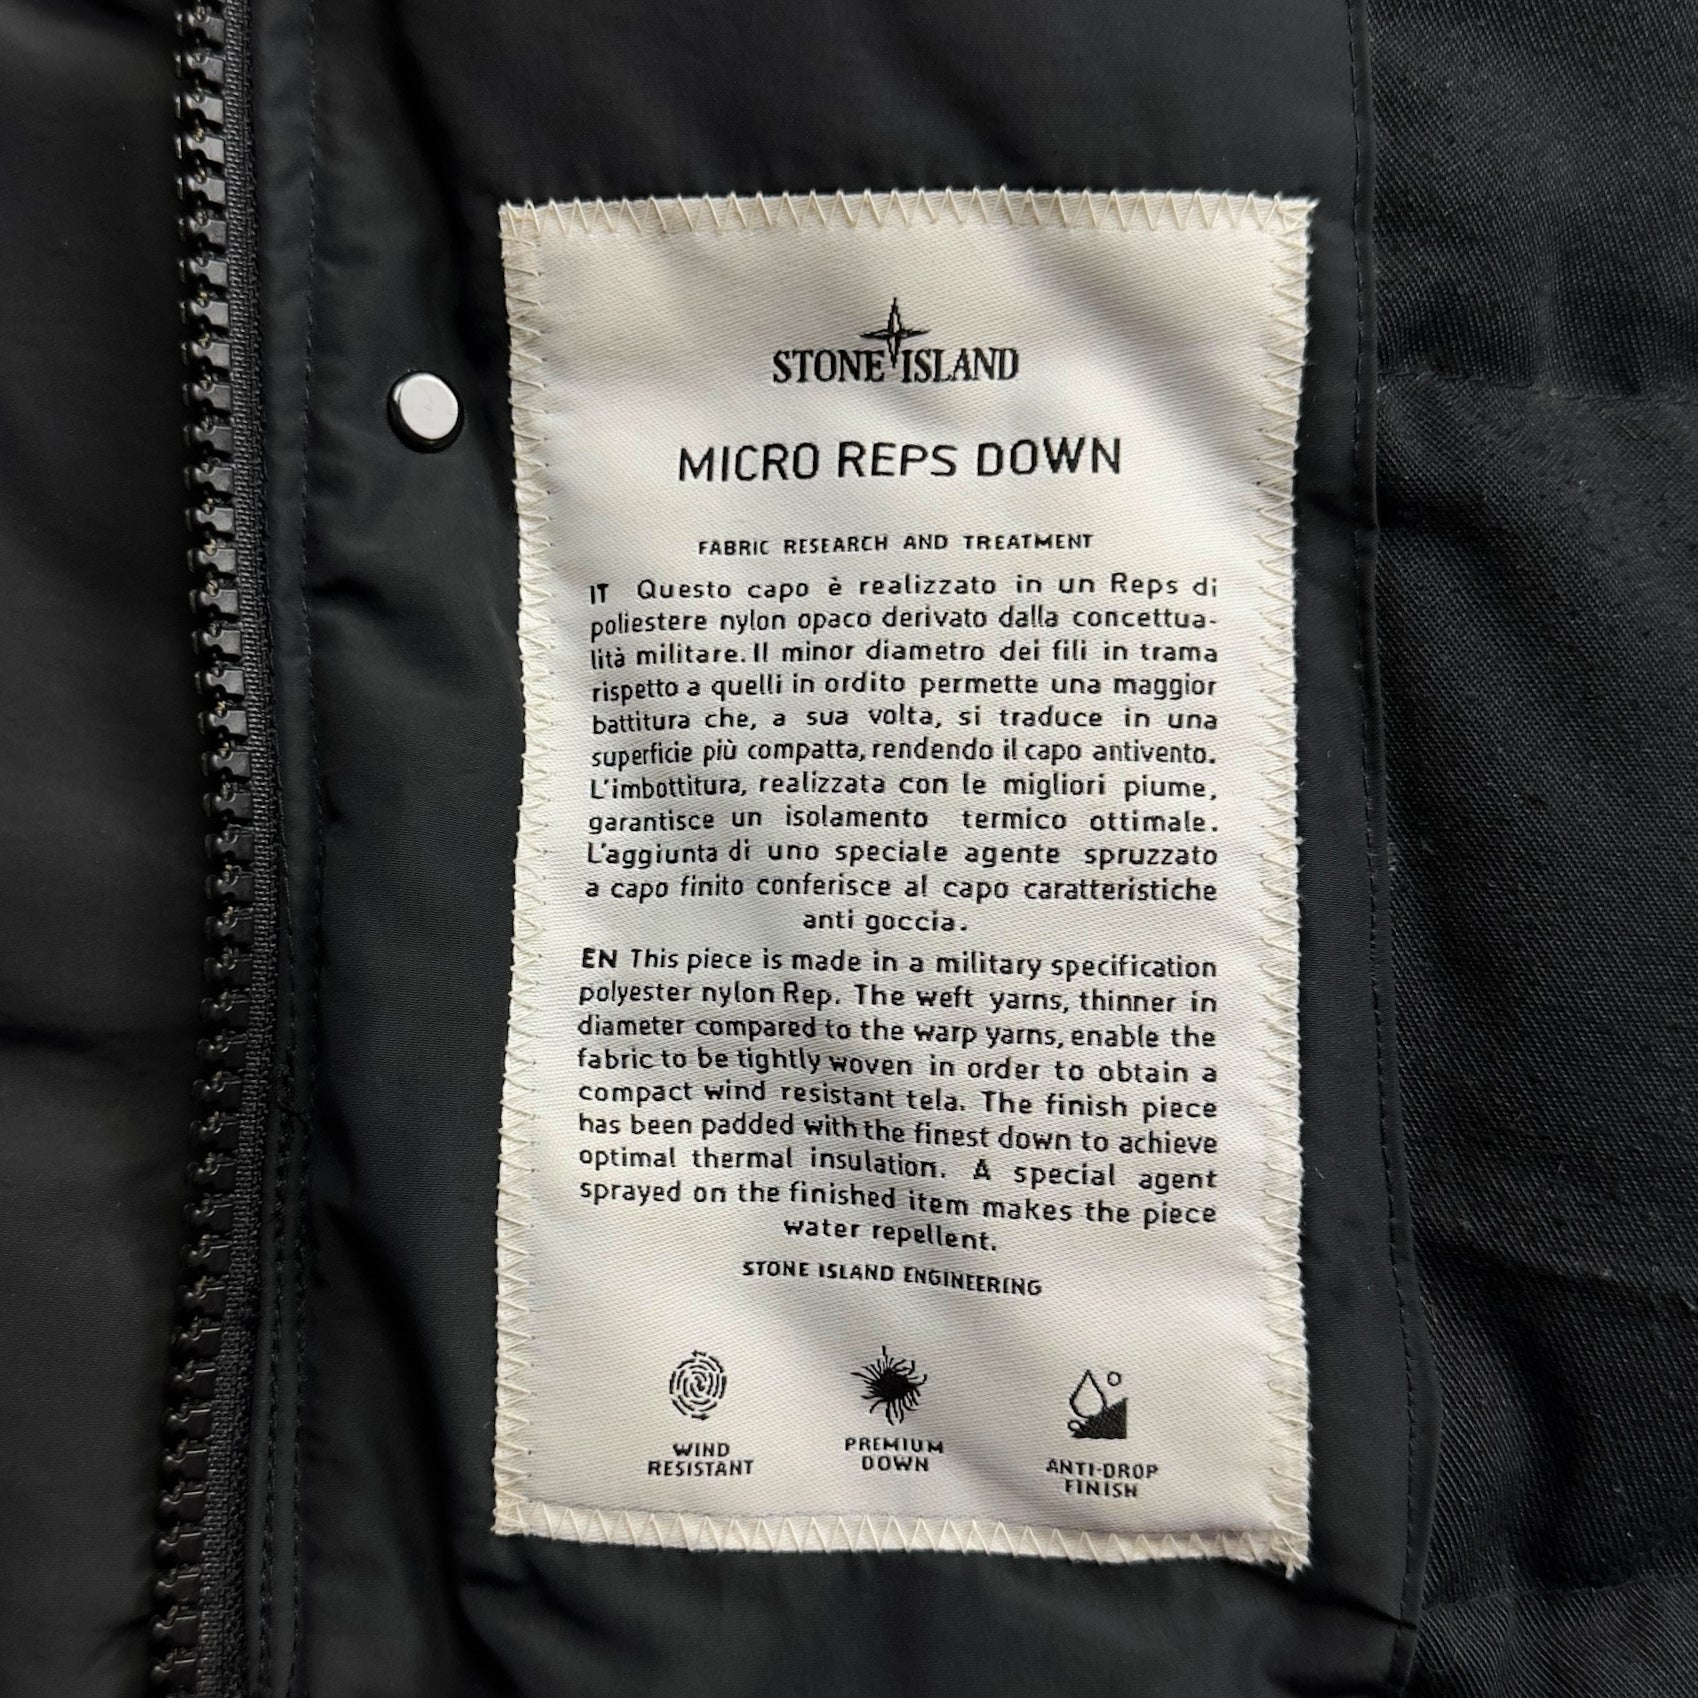 STONE ISLAND
MICRO REPS DOWN
FABRIC RESEARCH AND TREATMENT
IT Questo capo è realizzato in un Reps di
poliestere nylon opaco derivato dalla concettua-
lità militare. Il minor diametro dei fili in trama
rispetto a quelli in ordito permette una maggior
battitura che, a sua volta, si traduce in una
superficie più compatta, rendendo il capo antivento.
L'imbottitura, realizzata con le migliori piume,
garantisce un isolamento termico ottimale.
L'aggiunta di uno speciale agente spruzzato
a capo finito conferisce al capo caratteristiche
anti goccia.
EN This piece is made in a military specification
polyester nylon Rep. The weft yarns, thinner in
diameter compared to the warp yarns, enable the
fabric to be tightly woven in order to obtain a
compact wind resistant tela. The finish piece
has been padded with the finest down to achieve
optimal thermal insulation. A special agent
sprayed on the finished item makes the piece
water repellent.
STONE ISLAND ENGINEERING
WIND
RESISTANT
PREMIUM
DOWN
ANTI-DROP
FINISH